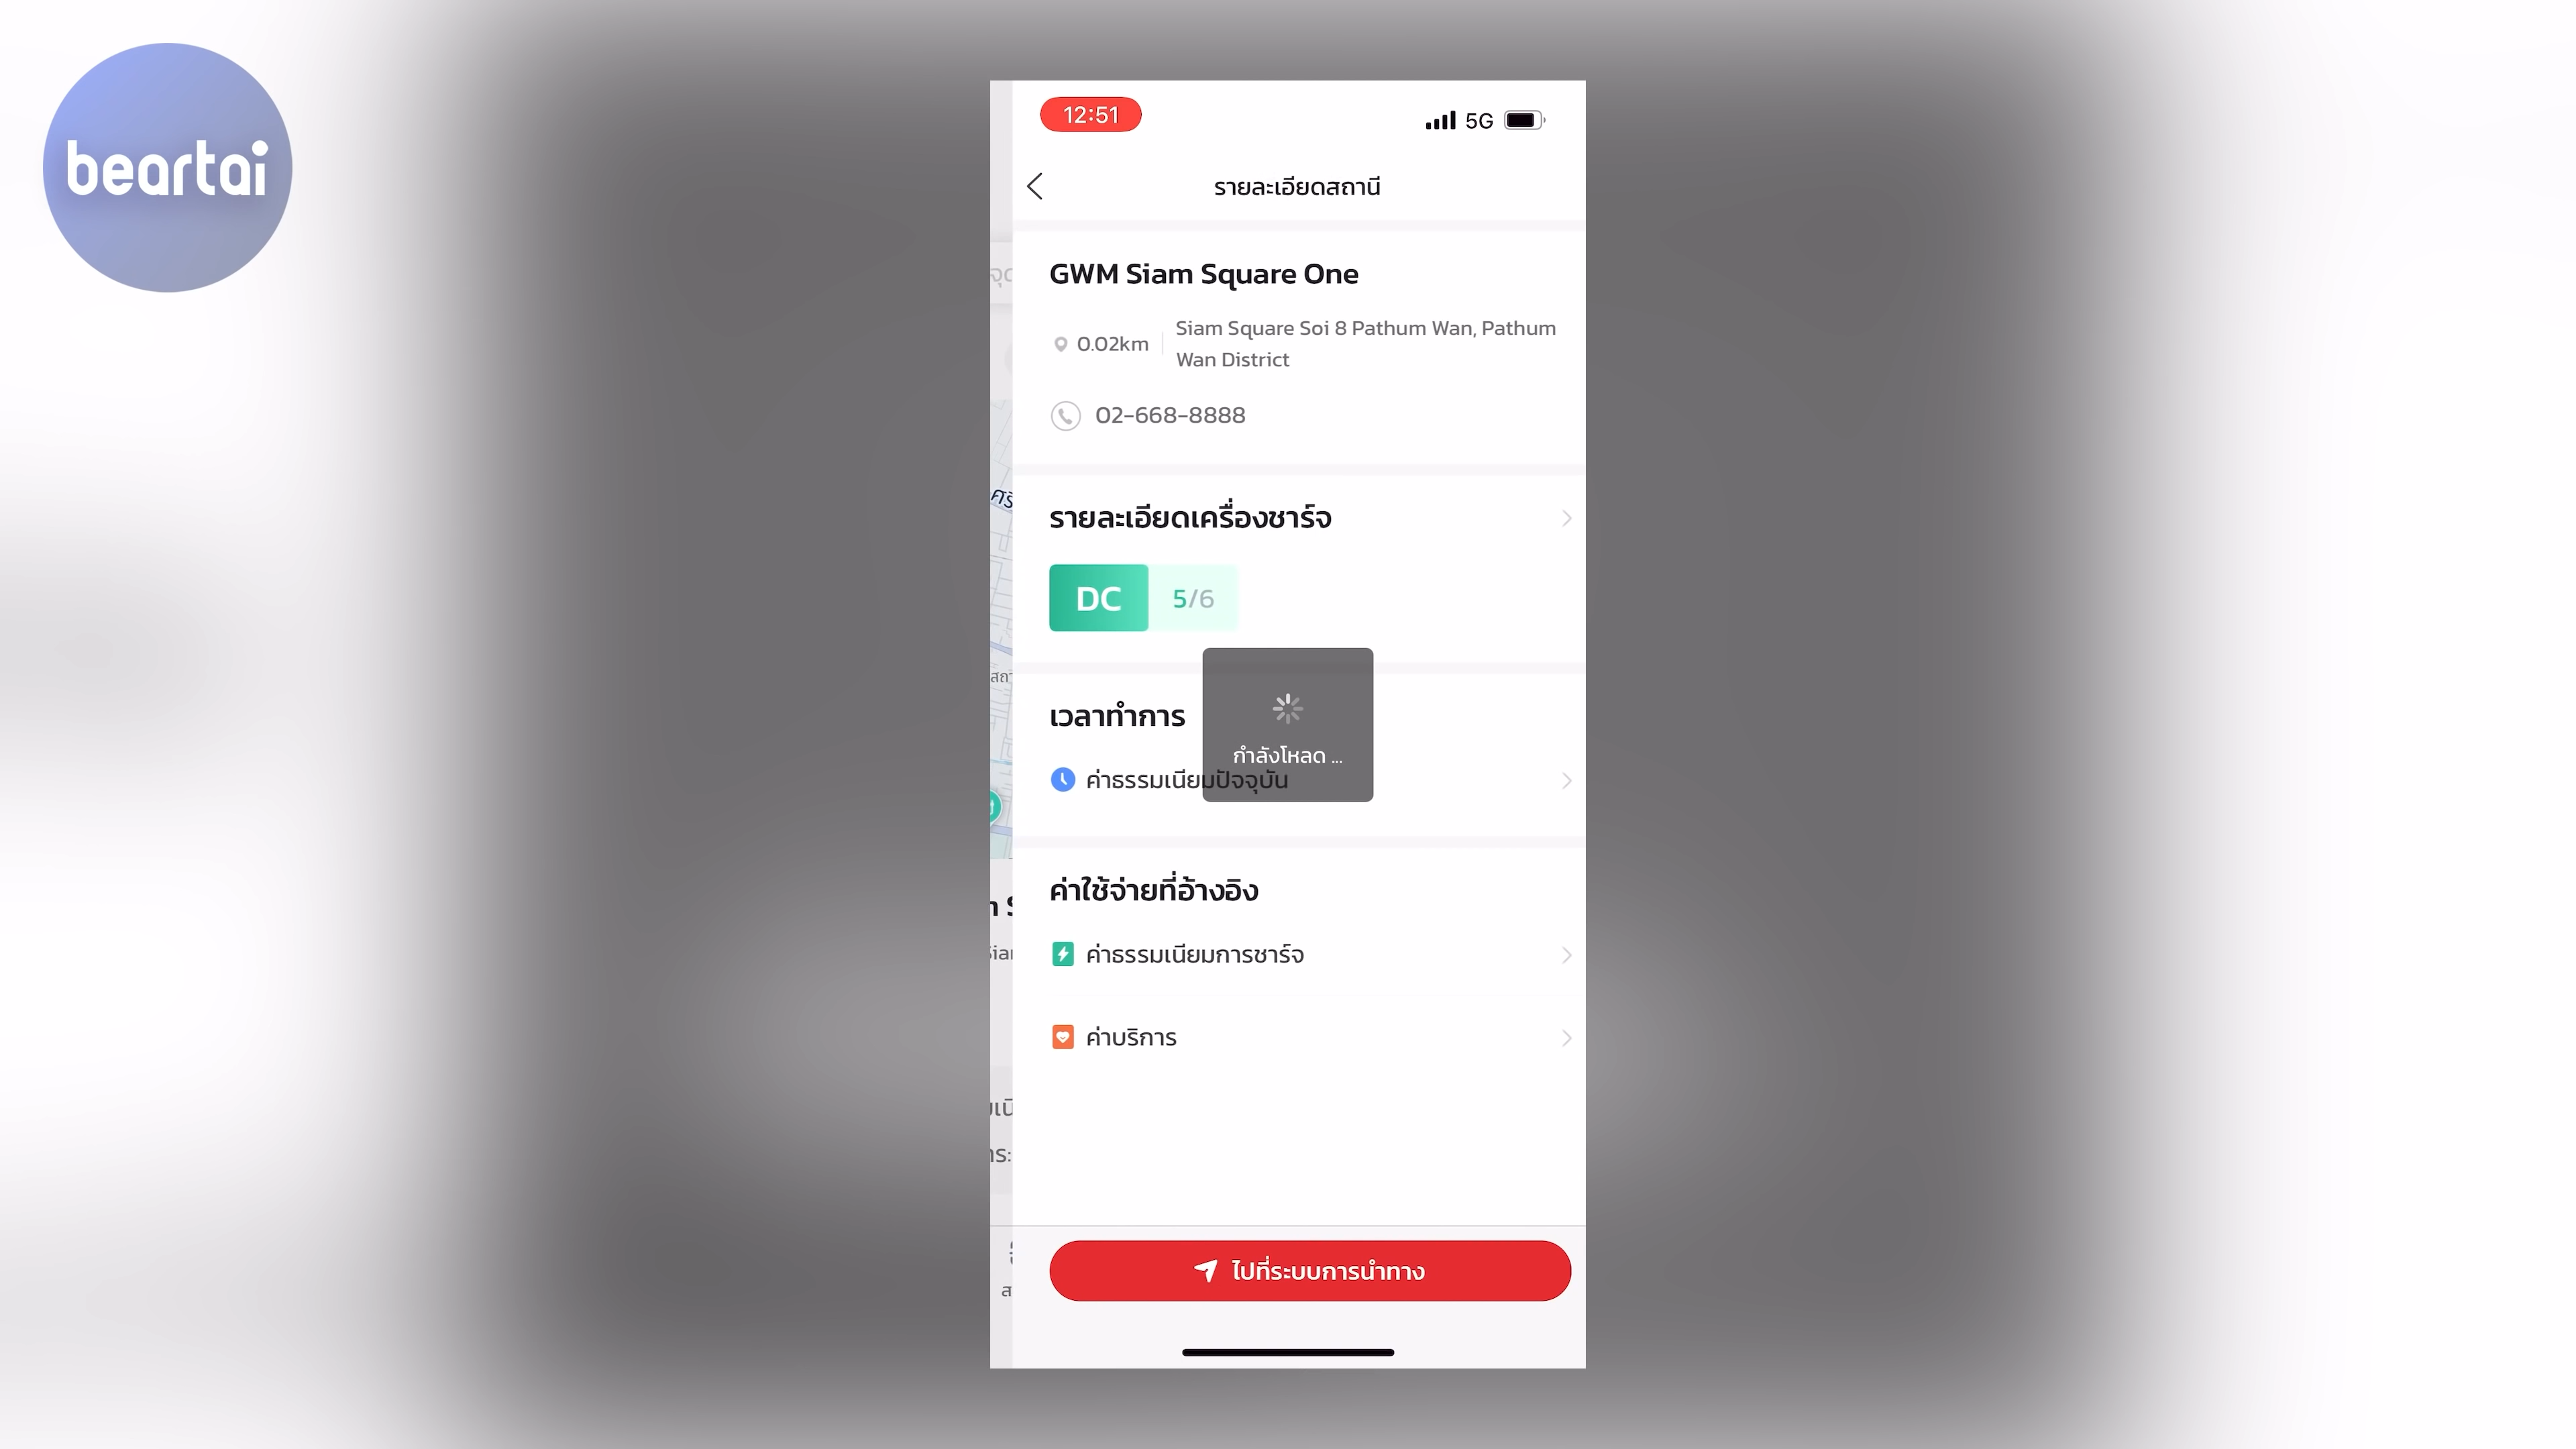 beartai
12:51
5G
รายละเอียดสถานี
GWM Siam Square One
0.02km
Siam Square Soi 8 Pathum Wan, Pathum
Wan District
02-668-8888
รายละเอียดเครื่องชาร์จ
DC 5/6
เวลาทำการ
กำลังโหลด ...
ค่าธรรมเนียมปัจจุบัน
ค่าใช้จ่ายที่อ้างอิง
ค่าธรรมเนียมการชาร์จ
ค่าบริการ
ไปที่ระบบการนำทาง